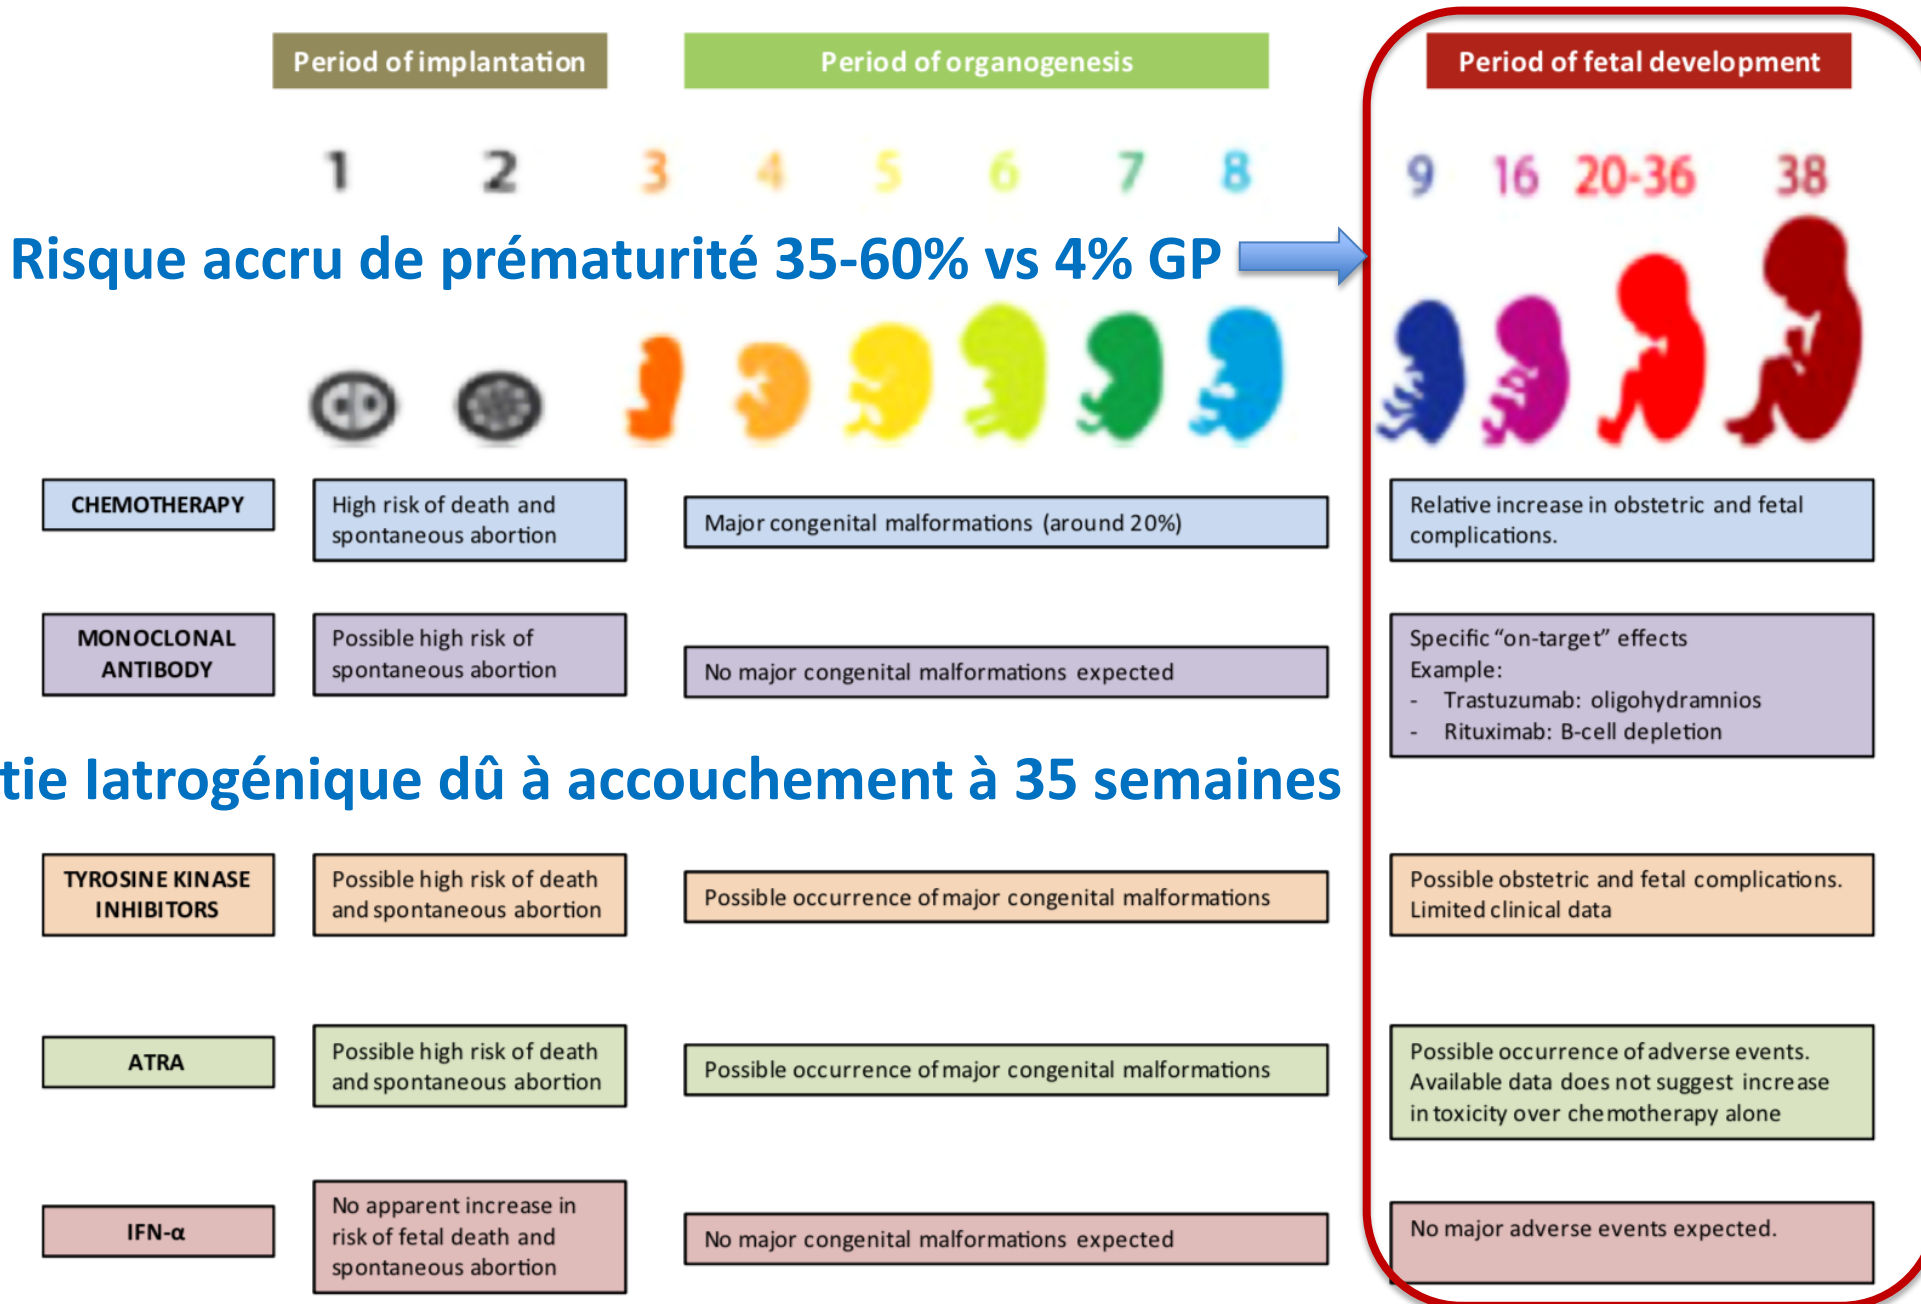 Period of implantation
Period of organogenesis
Period of fetal development
1 2 3 4 5 6 7 8 9 16 20-36 38
Risque accru de prématurité 35-60% vs 4% GP
CHEMOTHERAPY
High risk of death and
spontaneous abortion
Major congenital malformations (around 20%)
Relative increase in obstetric and fetal
complications.
MONOCLONAL
ANTIBODY
Possible high risk of
spontaneous abortion
No major congenital malformations expected
Specific “on-target” effects
Example:
- Trastuzumab: oligohydramnios
- Rituximab: B-cell depletion
tie Iatrogénique dû à accouchement à 35 semaines
TYROSINE KINASE
INHIBITORS
Possible high risk of death
and spontaneous abortion
Possible occurrence of major congenital malformations
Possible obstetric and fetal complications.
Limited clinical data
ATRA
Possible high risk of death
and spontaneous abortion
Possible occurrence of major congenital malformations
Possible occurrence of adverse events.
Available data does not suggest increase
in toxicity over chemotherapy alone
IFN-α
No apparent increase in
risk of fetal death and
spontaneous abortion
No major congenital malformations expected
No major adverse events expected.